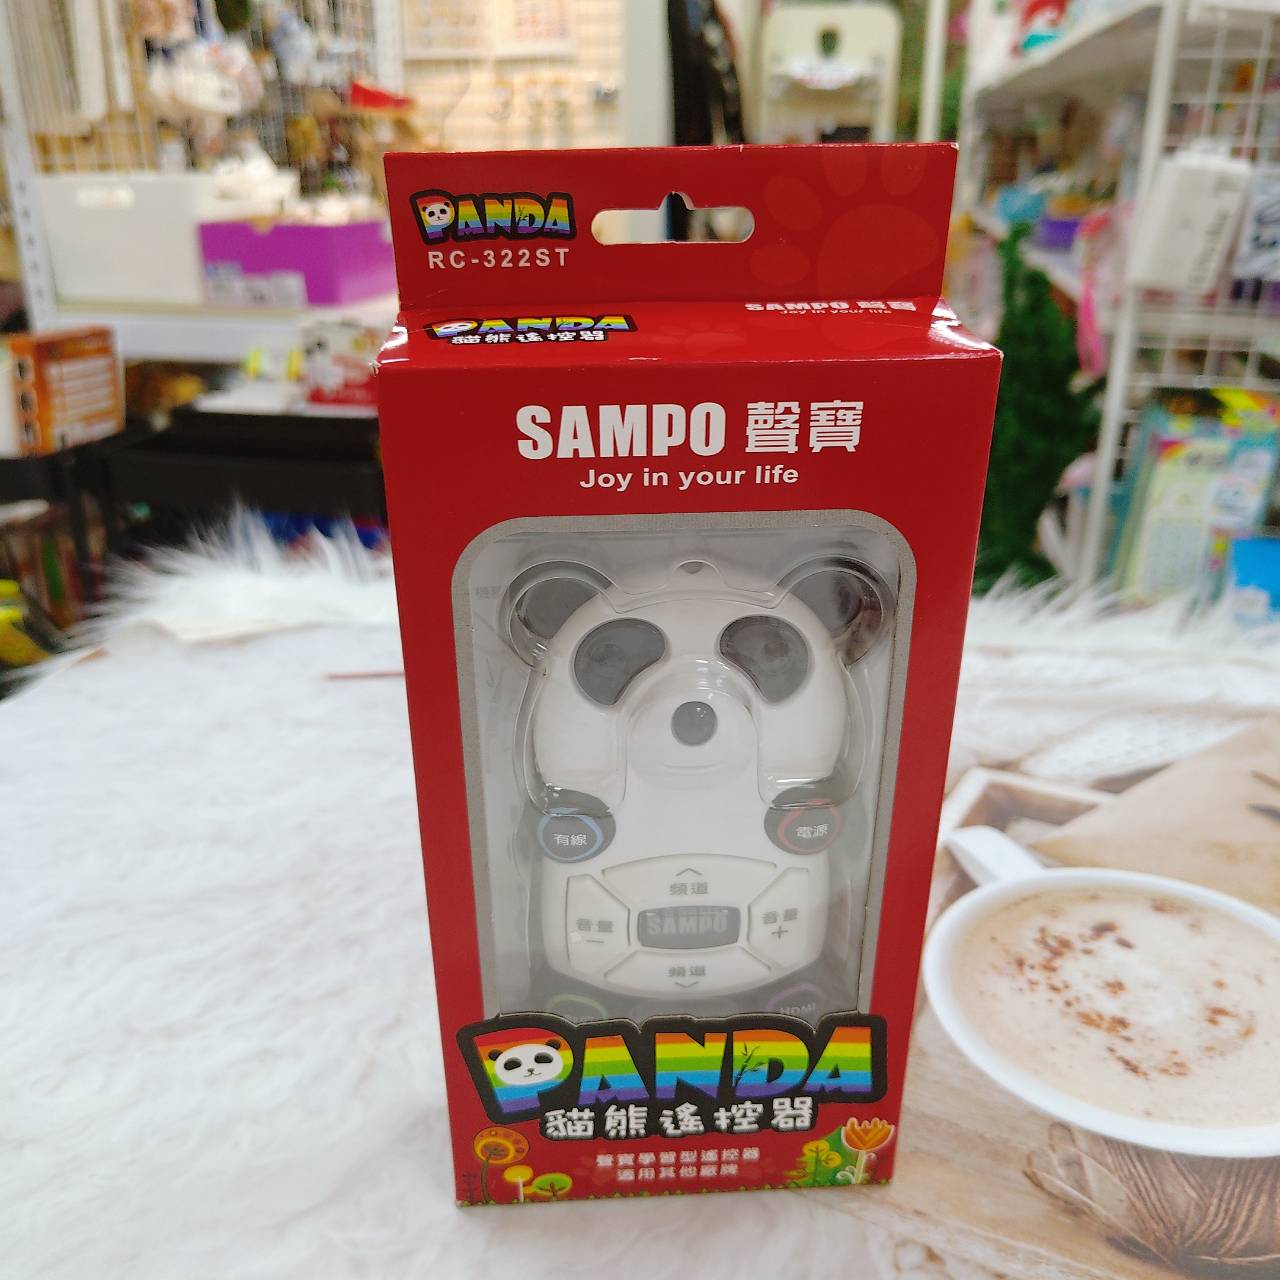 PANDA
RC-322ST
SAMPO 聲寶
Joy in your life
PANDA
貓熊遙控器
SAMPO 聲寶
Joy in your life
有線
電源
頻道
音量
－
SAMPO
音量
＋
頻道
HDMI
PANDA
貓熊遙控器
聲寶學習型遙控器
適用其他廠牌